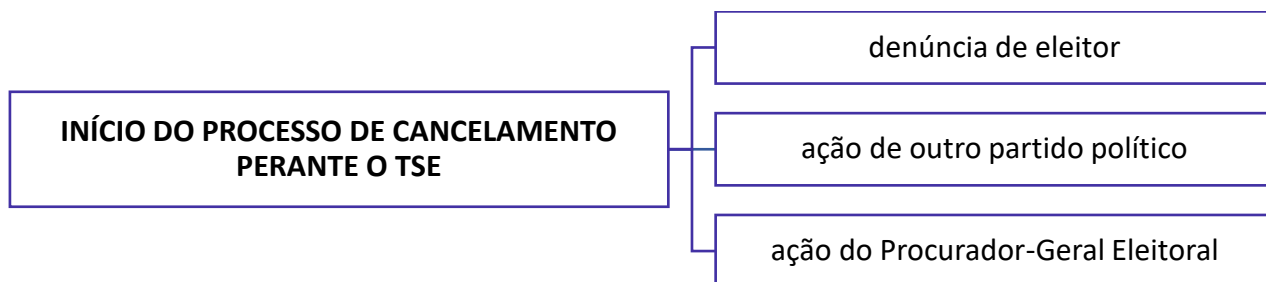 INÍCIO DO PROCESSO DE CANCELAMENTO
PERANTE O TSE
denúncia de eleitor
ação de outro partido político
ação do Procurador-Geral Eleitoral